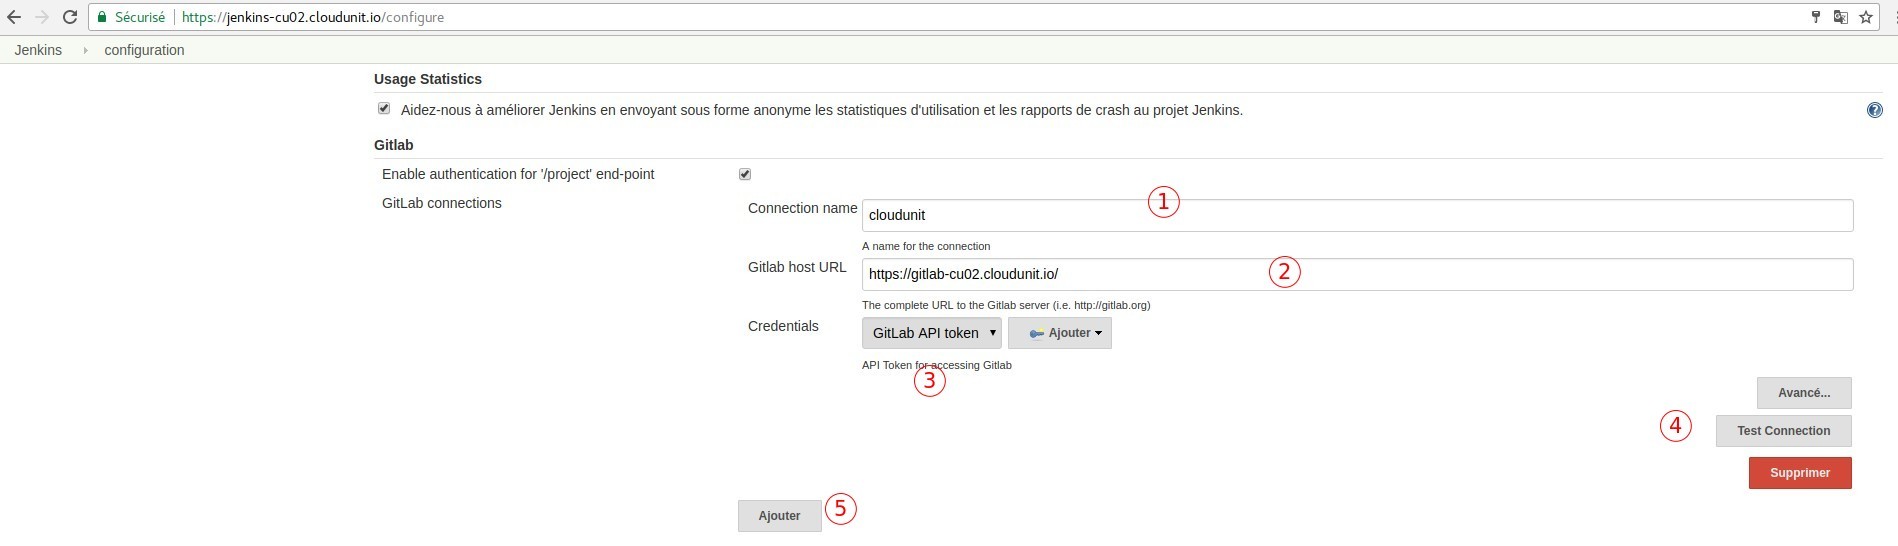 Sécurisé https://jenkins-cu02.cloudunit.io/configure
Jenkins configuration
Usage Statistics
Aidez-nous à améliorer Jenkins en envoyant sous forme anonyme les statistiques d'utilisation et les rapports de crash au projet Jenkins.
Gitlab
Enable authentication for '/project' end-point
GitLab connections
Connection name cloudunit 1
A name for the connection
Gitlab host URL https://gitlab-cu02.cloudunit.io/ 2
The complete URL to the Gitlab server (i.e. http://gitlab.org)
Credentials GitLab API token Ajouter
API Token for accessing Gitlab
3
Avancé...
4 Test Connection
Supprimer
Ajouter 5